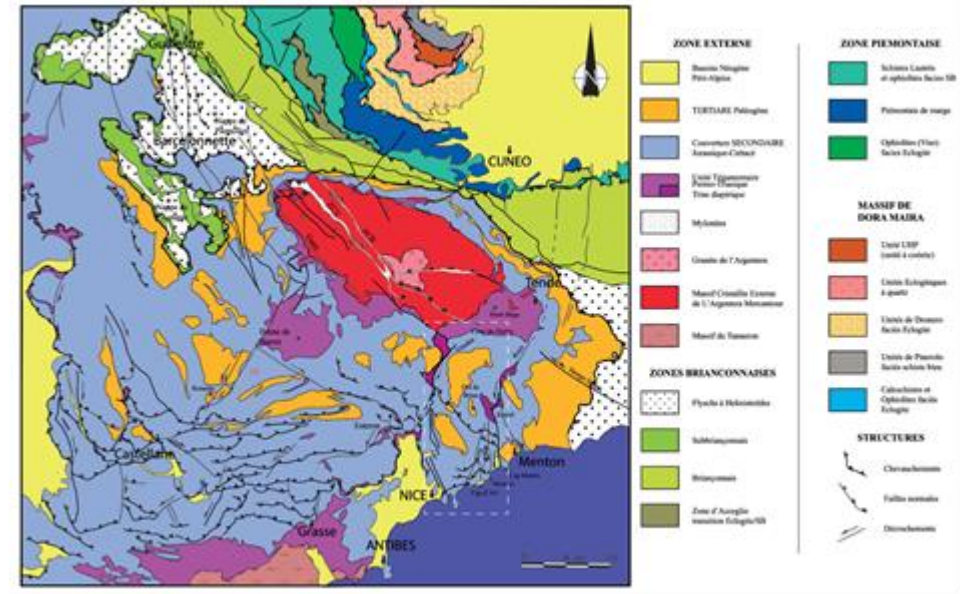 Guillestre
Barcelonnette
CUNEO
Tende
Castellane
Menton
NICE
Grasse
ANTIBES
ZONE EXTERNE
Bassins Néogène
Péri-Alpins
TERTIAIRE Paléogène
Couverture SECONDAIRE
Jurassique-Crétacé
Unité Tégumentaire
Permo-Triasique
Trias diapirique
Mylonites
Granite de l'Argentera
Massif Cristallin Externe
de L'Argentera Mercantour
Massif du Tanneron
ZONES BRIANCONNAISES
Flyschs à Helminthoïdes
Subbriançonnais
Briançonnais
Zone d'Acceglio
transition Eclogite/SB
ZONE PIEMONTAISE
Schistes Lustrés
et ophiolites facies SB
Piémontais de marge
Ophiolites (Viso)
facies Eclogite
MASSIF DE
DORA MAIRA
Unité UHP
(unité à coésite)
Unités Eclogitiques
à quartz
Unités de Dronero
faciès Eclogite
Unités de Pinerolo
faciès schiste bleu
Calcschistes et
Ophiolites faciès
Eclogite
STRUCTURES
Chevauchements
Failles normales
Décrochements